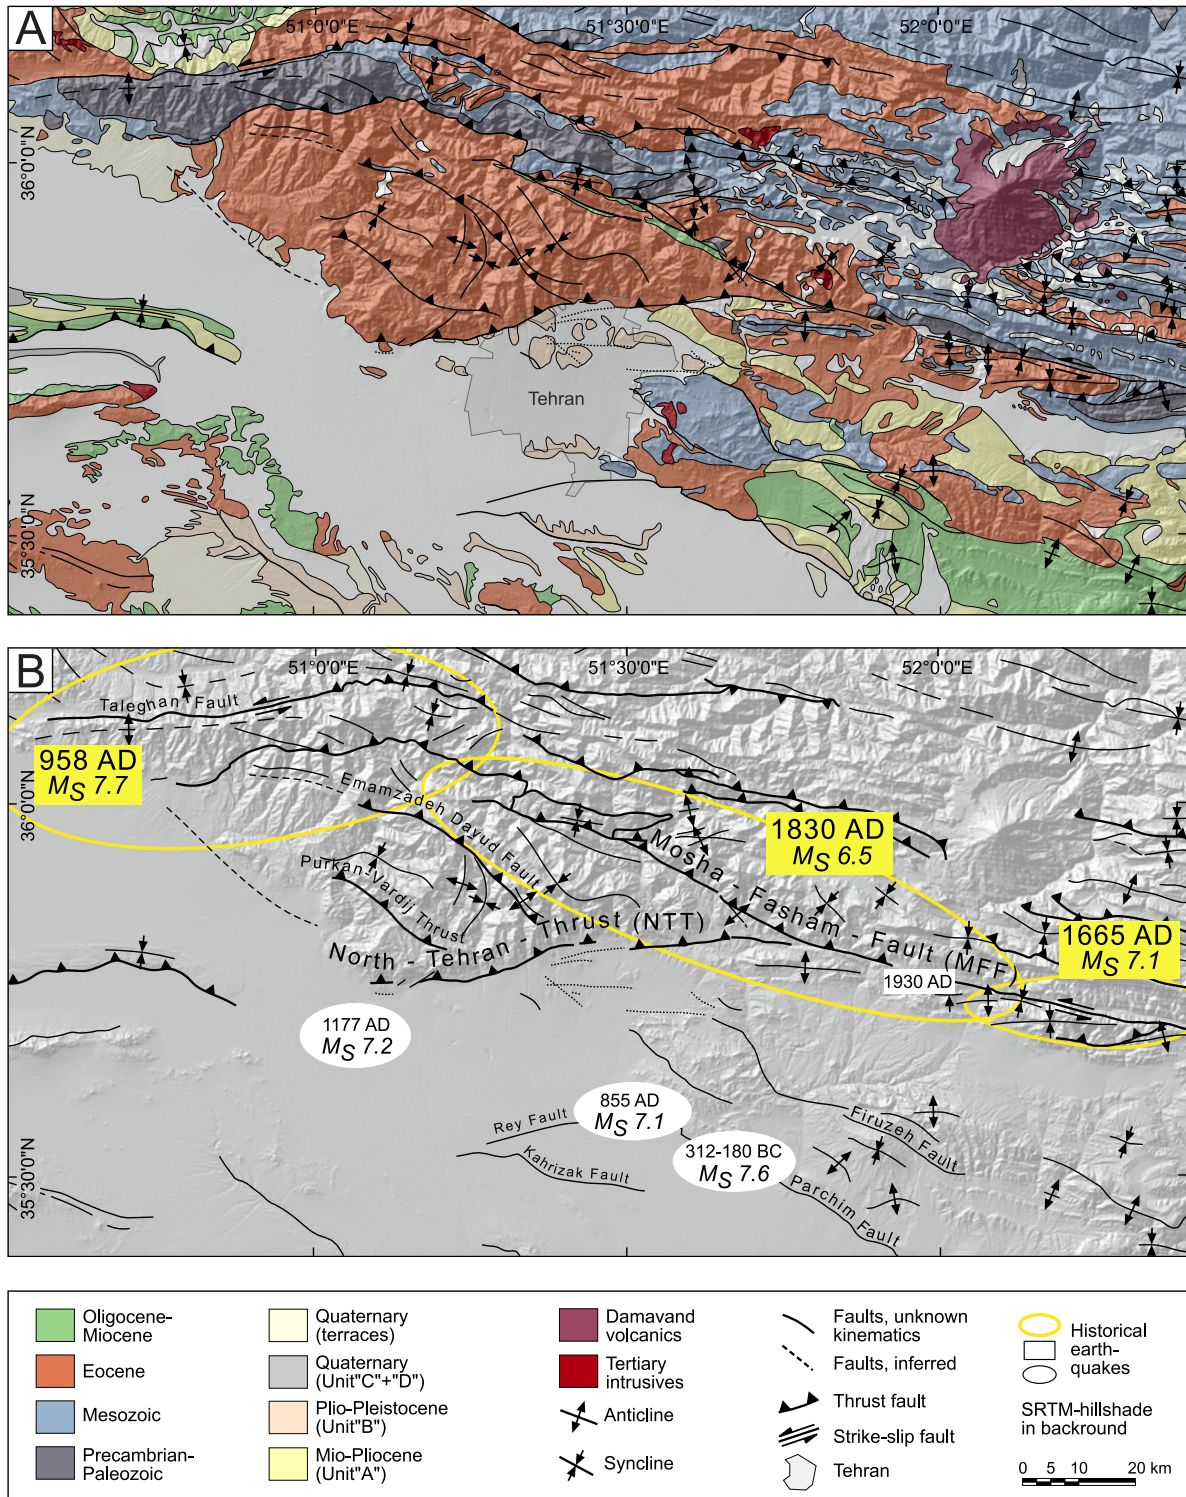 A
51°0'0"E
51°30'0"E
52°0'0"E
36°0'0"N
Tehran
35°30'0"N
B
51°0'0"E
51°30'0"E
52°0'0"E
Taleghan Fault
958 AD
MS 7.7
36°0'0"N
Emamzadeh Dayud Fault
1830 AD
MS 6.5
Mosha - Fasham - Fault (MFF
Purkan-Vardij Thrust
North - Tehran - Thrust (NTT)
1665 AD
MS 7.1
1930 AD
1177 AD
MS 7.2
855 AD
MS 7.1
Rey Fault
Firuzeh Fault
312-180 BC
MS 7.6
Kahrizak Fault
Parchim Fault
35°30'0"N
Oligocene-
Miocene
Eocene
Mesozoic
Precambrian-
Paleozoic
Quaternary
(terraces)
Quaternary
(Unit"C"+"D")
Plio-Pleistocene
(Unit"B")
Mio-Pliocene
(Unit"A")
Damavand
volcanics
Tertiary
intrusives
Anticline
Syncline
Faults, unknown
kinematics
Faults, inferred
Thrust fault
Strike-slip fault
Tehran
Historical
earth-
quakes
SRTM-hillshade
in backround
0 5 10 20 km